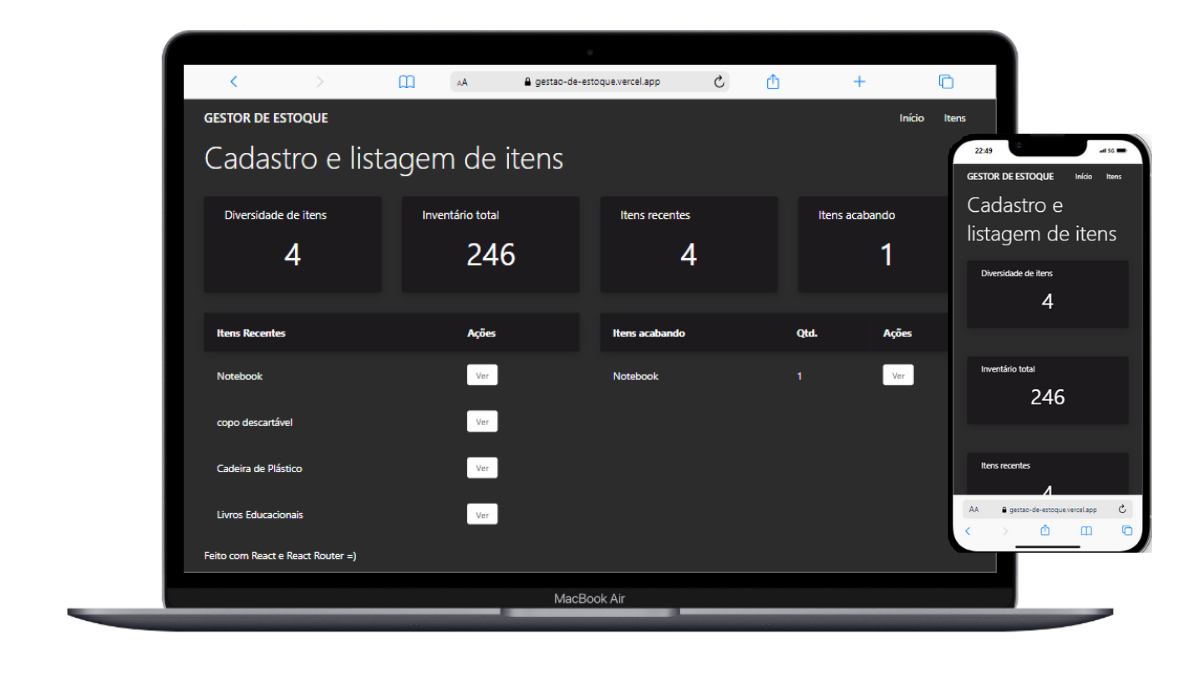 AA gestao-de-estoque.vercel.app
GESTOR DE ESTOQUE Início Itens
Cadastro e listagem de itens
Diversidade de itens Inventário total Itens recentes Itens acabando
4 246 4 1
Itens Recentes Ações Itens acabando Qtd. Ações
Notebook Ver Notebook 1 Ver
copo descartável Ver
Cadeira de Plástico Ver
Livros Educacionais Ver
Feito com React e React Router =)
MacBook Air
22:49 5G
GESTOR DE ESTOQUE Início Itens
Cadastro e
listagem de itens
Diversidade de itens
4
Inventário total
246
Itens recentes
4
AA gestao-de-estoque.vercel.app